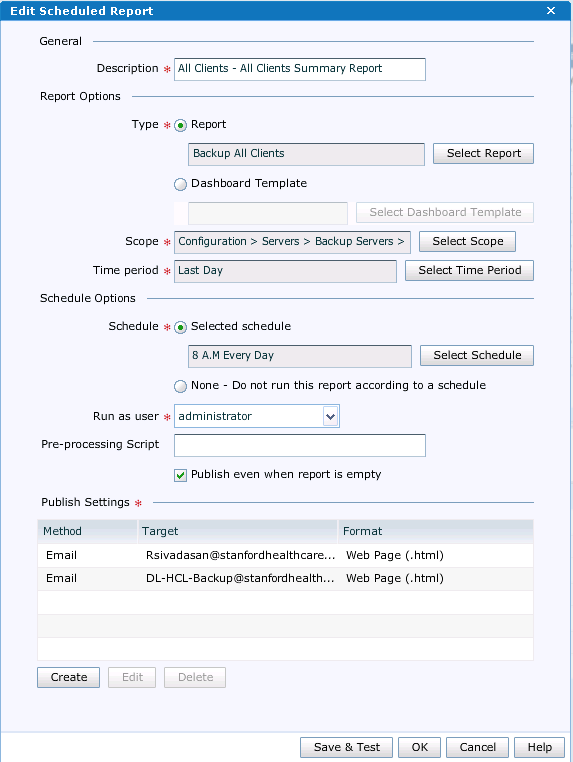 Edit Scheduled Report
General
Description * All Clients - All Clients Summary Report
Report Options
Type * Report
Backup All Clients Select Report
Dashboard Template
Select Dashboard Template
Scope * Configuration > Servers > Backup Servers > Select Scope
Time period * Last Day Select Time Period
Schedule Options
Schedule * Selected schedule
8 A.M Every Day Select Schedule
None - Do not run this report according to a schedule
Run as user * administrator
Pre-processing Script
Publish even when report is empty
Publish Settings *
Method Target Format
Email Rsivadasan@stanfordhealthcare... Web Page (.html)
Email DL-HCL-Backup@stanfordhealth... Web Page (.html)
Create Edit Delete
Save & Test OK Cancel Help